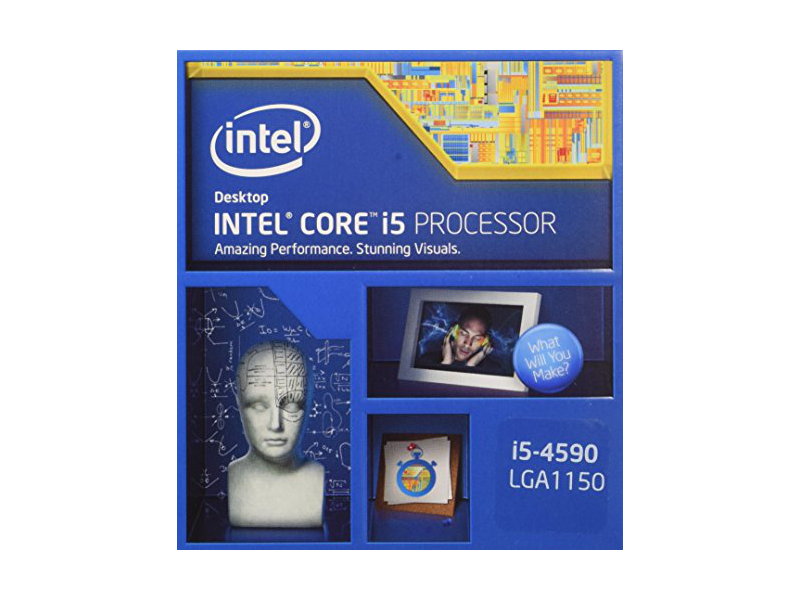 intel®
Desktop
INTEL® CORE™ i5 PROCESSOR
Amazing Performance. Stunning Visuals.
What
Will You
Make?
i5-4590
LGA1150